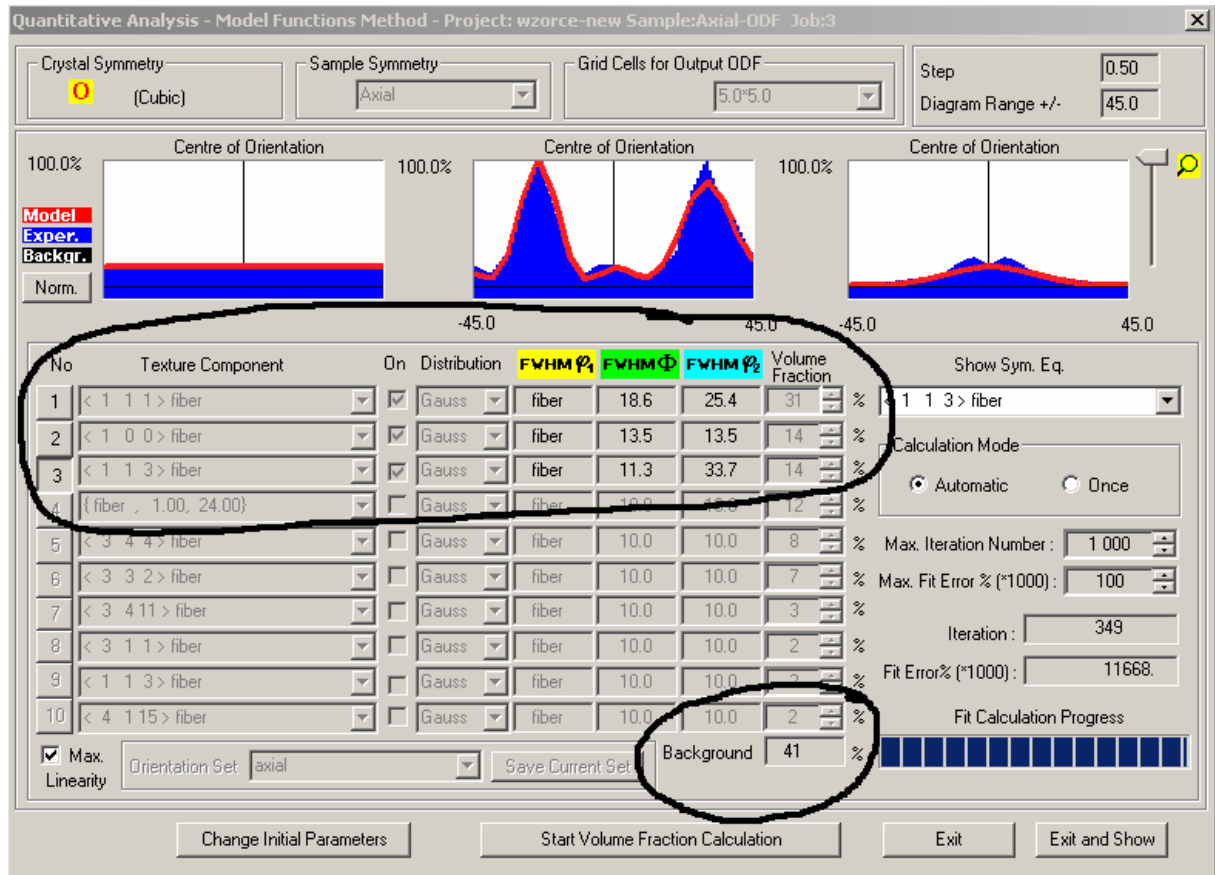 Quantitative Analysis - Model Functions Method - Project: wzorce-new Sample:Axial-ODF Job:3
Crystal Symmetry
O (Cubic)
Sample Symmetry
Axial
Grid Cells for Output ODF
5.0*5.0
Step 0.50
Diagram Range +/- 45.0
Centre of Orientation Centre of Orientation Centre of Orientation
100.0% 100.0% 100.0%
Model
Exper.
Backgr.
Norm.
-45.0 45.0 -45.0 45.0
No Texture Component On Distribution FWHM φ1 FWHM Φ FWHM φ2 Volume Fraction
1 < 1 1 1 > fiber Gauss fiber 18.6 25.4 31 %
2 < 1 0 0 > fiber Gauss fiber 13.5 13.5 14 %
3 < 1 1 3 > fiber Gauss fiber 11.3 33.7 14 %
4 { fiber , 1.00, 24.00} Gauss fiber 10.0 10.0 12 %
5 < 3 4 4 > fiber Gauss fiber 10.0 10.0 8 %
6 < 3 3 2 > fiber Gauss fiber 10.0 10.0 7 %
7 < 3 4 11 > fiber Gauss fiber 10.0 10.0 3 %
8 < 3 1 1 > fiber Gauss fiber 10.0 10.0 2 %
9 < 1 1 3 > fiber Gauss fiber 10.0 10.0 2 %
10 < 4 1 15 > fiber Gauss fiber 10.0 10.0 2 %
Background 41 %
Max. Linearity
Orientation Set axial Save Current Set
Show Sym. Eq.
< 1 1 3 > fiber
Calculation Mode
Automatic Once
Max. Iteration Number : 1 000
Max. Fit Error % (*1000) : 100
Iteration : 349
Fit Error% (*1000) : 11668.
Fit Calculation Progress
Change Initial Parameters Start Volume Fraction Calculation Exit Exit and Show